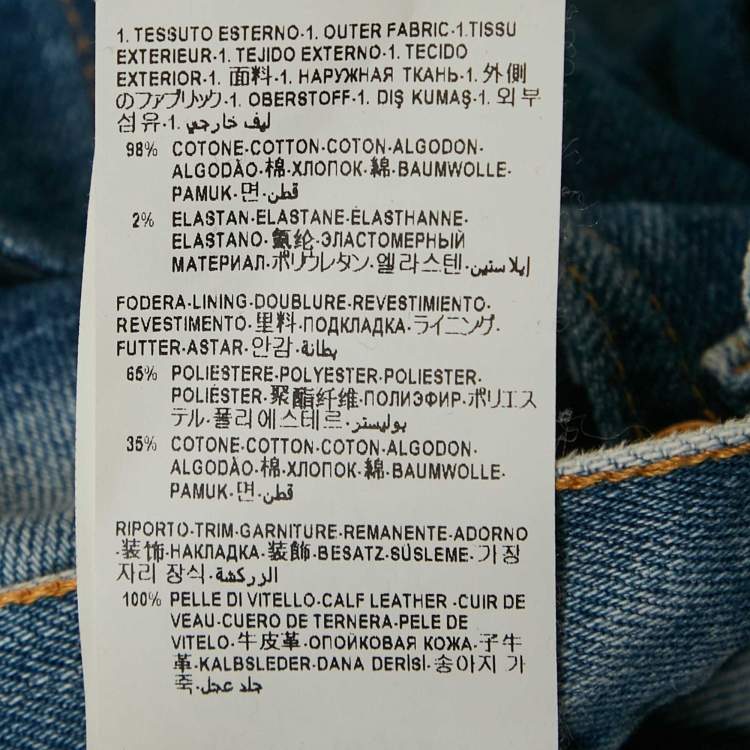 1. TESSUTO ESTERNO-1. OUTER FABRIC-1.TISSU
EXTERIEUR-1. TEJIDO EXTERNO-1. TECIDO
EXTERIOR-1. 面料-1. НАРУЖНАЯ ТКАНЬ-1. 外側
のファブリック-1. OBERSTOFF-1. DIŞ KUMAŞ-1. 외부
섬유-1. ليف خارجي
98% COTONE-COTTON-COTON-ALGODON-
ALGODÃO-棉-ХЛОПОК-綿-BAUMWOLLE-
PAMUK-면-قطن
2% ELASTAN-ELASTANE-ÉLASTHANNE-
ELASTANO-氨纶-ЭЛАСТОМЕРНЫЙ
МАТЕРИАЛ-ポリウレタン-엘라스텐-إيلاستين
FODERA-LINING-DOUBLURE-REVESTIMIENTO-
REVESTIMENTO-里料-ПОДКЛАДКА-ライニング-
FUTTER-ASTAR-안감-بطانة
65% POLIESTERE-POLYESTER-POLIESTER-
POLIÉSTER-聚酯纤维-ПОЛИЭФИР-ポリエス
テル-폴리에스테르-بوليستر
35% COTONE-COTTON-COTON-ALGODON-
ALGODÃO-棉-ХЛОПОК-綿-BAUMWOLLE-
PAMUK-면-قطن
RIPORTO-TRIM-GARNITURE-REMANENTE-ADORNO
-装饰-НАКЛАДКА-装飾-BESATZ-SÜSLEME-가장
자리 장식-الزركشة
100% PELLE DI VITELLO-CALF LEATHER -CUIR DE
VEAU-CUERO DE TERNERA-PELE DE
VITELO-牛皮革-ОПОЙКОВАЯ КОЖА-子牛
革-KALBSLEDER-DANA DERİSİ-송아지 가
죽-جلد عجل